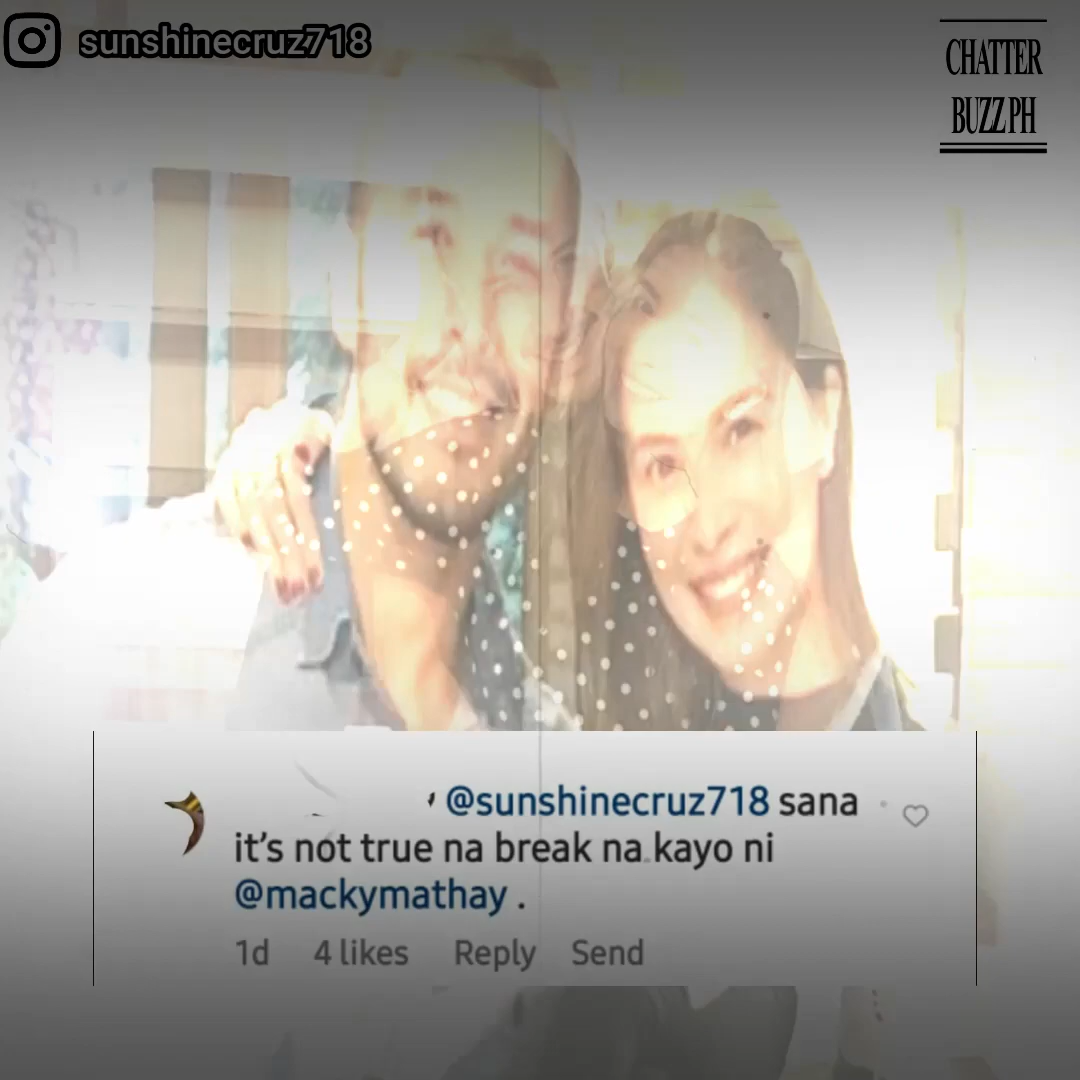 sunshinecruz718
CHATTER
BUZZ PH
@sunshinecruz718 sana
it's not true na break na kayo ni
@mackymathay .
1d 4 likes Reply Send